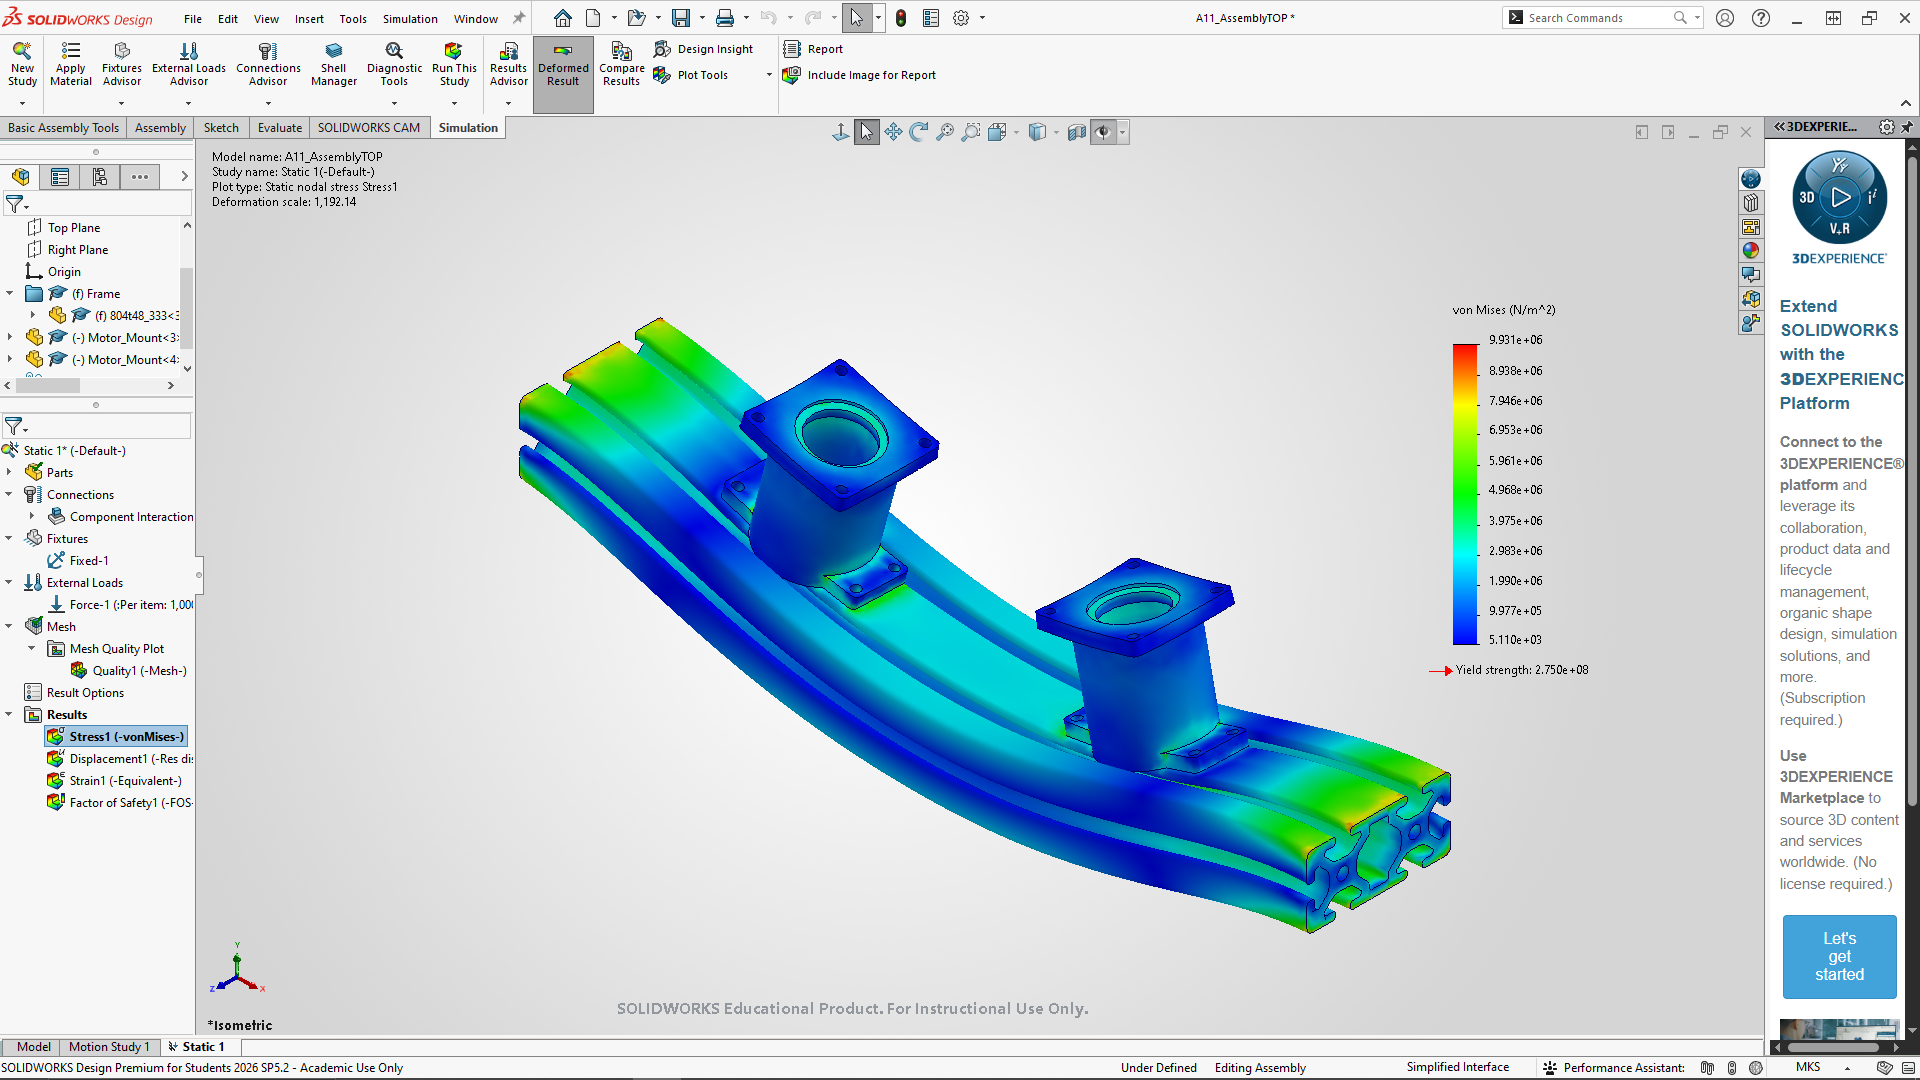 SOLIDWORKS Design
File Edit View Insert Tools Simulation Window
A11_AssemblyTOP *
Search Commands
New Study
Apply Material
Fixtures Advisor
External Loads Advisor
Connections Advisor
Shell Manager
Diagnostic Tools
Run This Study
Results Advisor
Deformed Result
Compare Results
Design Insight
Plot Tools
Report
Include Image for Report
Basic Assembly Tools Assembly Sketch Evaluate SOLIDWORKS CAM Simulation
Top Plane
Right Plane
Origin
(f) Frame
(f) 804t48_333<3
(-) Motor_Mount<3>
(-) Motor_Mount<4>
Static 1* (-Default-)
Parts
Connections
Component Interaction
Fixtures
Fixed-1
External Loads
Force-1 (:Per item: 1,000
Mesh
Mesh Quality Plot
Quality1 (-Mesh-)
Result Options
Results
Stress1 (-vonMises-)
Displacement1 (-Res dis
Strain1 (-Equivalent-)
Factor of Safety1 (-FOS-
Model name: A11_AssemblyTOP
Study name: Static 1(-Default-)
Plot type: Static nodal stress Stress1
Deformation scale: 1,192.14
von Mises (N/m^2)
9.931e+06
8.938e+06
7.946e+06
6.953e+06
5.961e+06
4.968e+06
3.975e+06
2.983e+06
1.990e+06
9.977e+05
5.110e+03
Yield strength: 2.750e+08
Y
Z
X
*Isometric
SOLIDWORKS Educational Product. For Instructional Use Only.
3DEXPERIE...
3D
V+R
3DEXPERIENCE
Extend
SOLIDWORKS
with the
3DEXPERIENC
Platform
Connect to the
3DEXPERIENCE®
platform and
leverage its
collaboration,
product data and
lifecycle
management,
organic shape
design, simulation
solutions, and
more.
(Subscription
required.)
Use
3DEXPERIENCE
Marketplace to
source 3D content
and services
worldwide. (No
license required.)
Let's
get
started
Model Motion Study 1 Static 1
SOLIDWORKS Design Premium for Students 2026 SP5.2 - Academic Use Only
Under Defined Editing Assembly Simplified Interface Performance Assistant: MKS